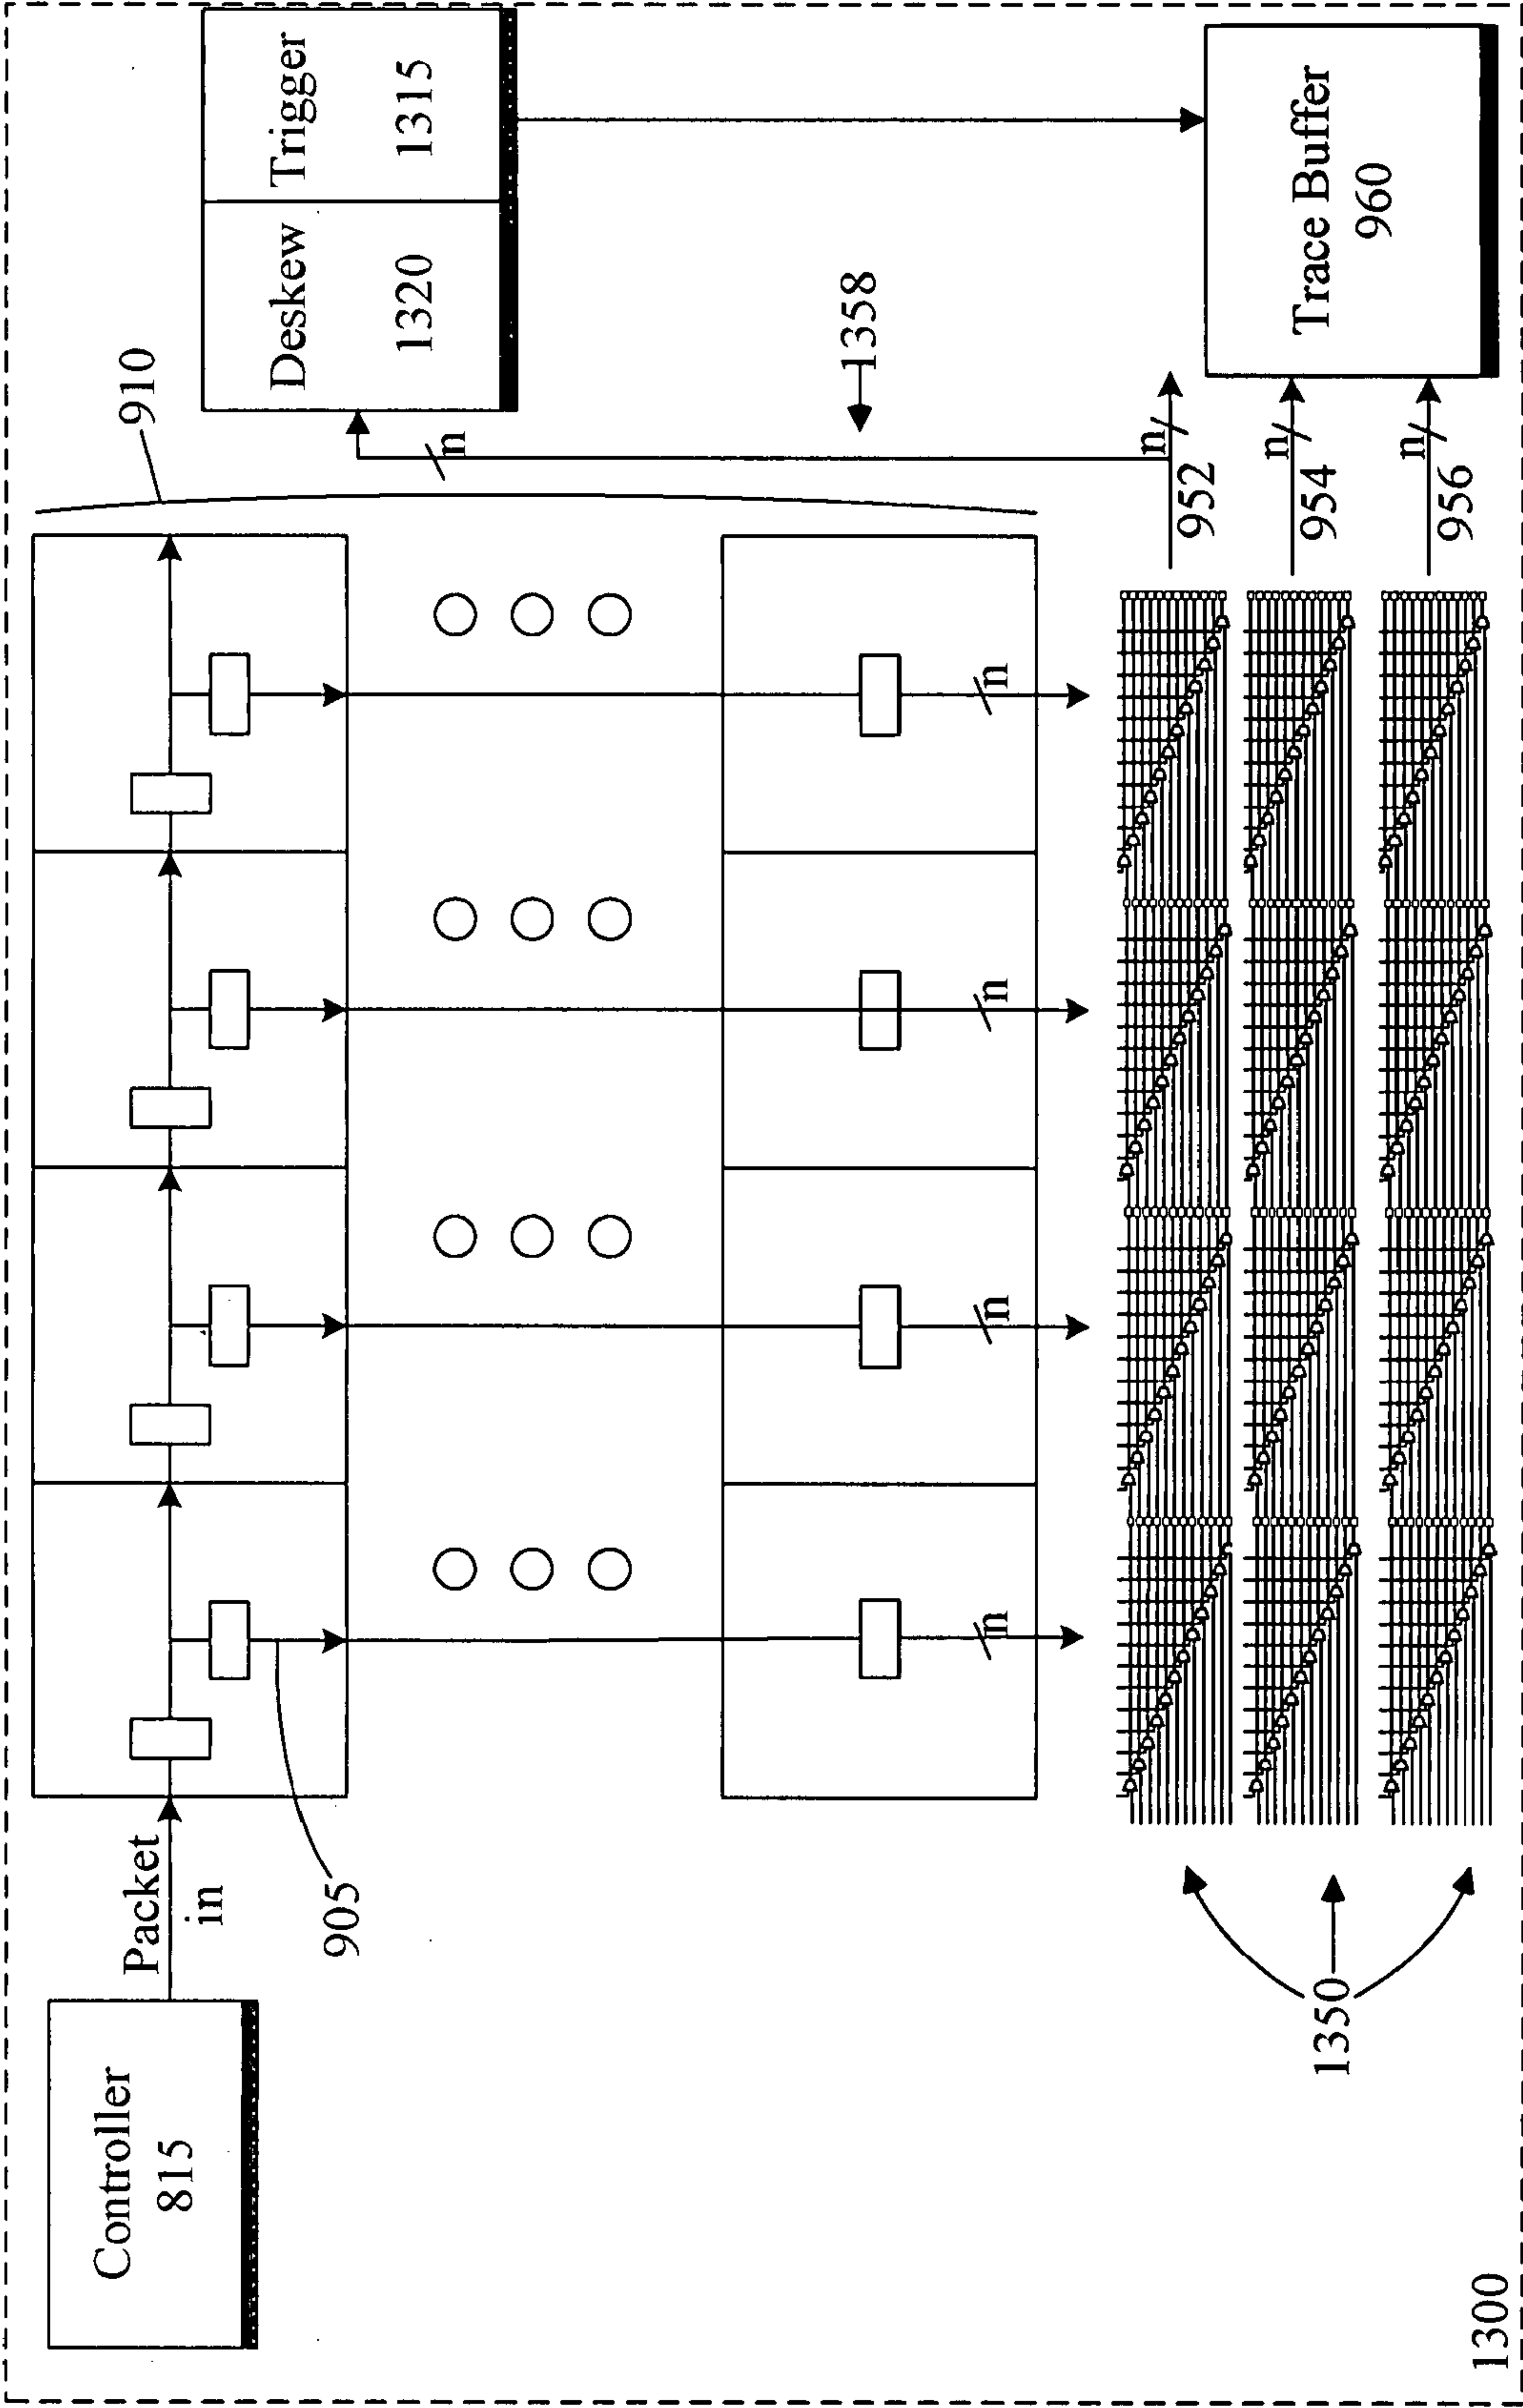 Controller
815
Packet
in
905
910
Deskew
1320
Trigger
1315
n
1358
n
n
n
n
n
952
n
954
n
956
Trace Buffer
960
1350
1300